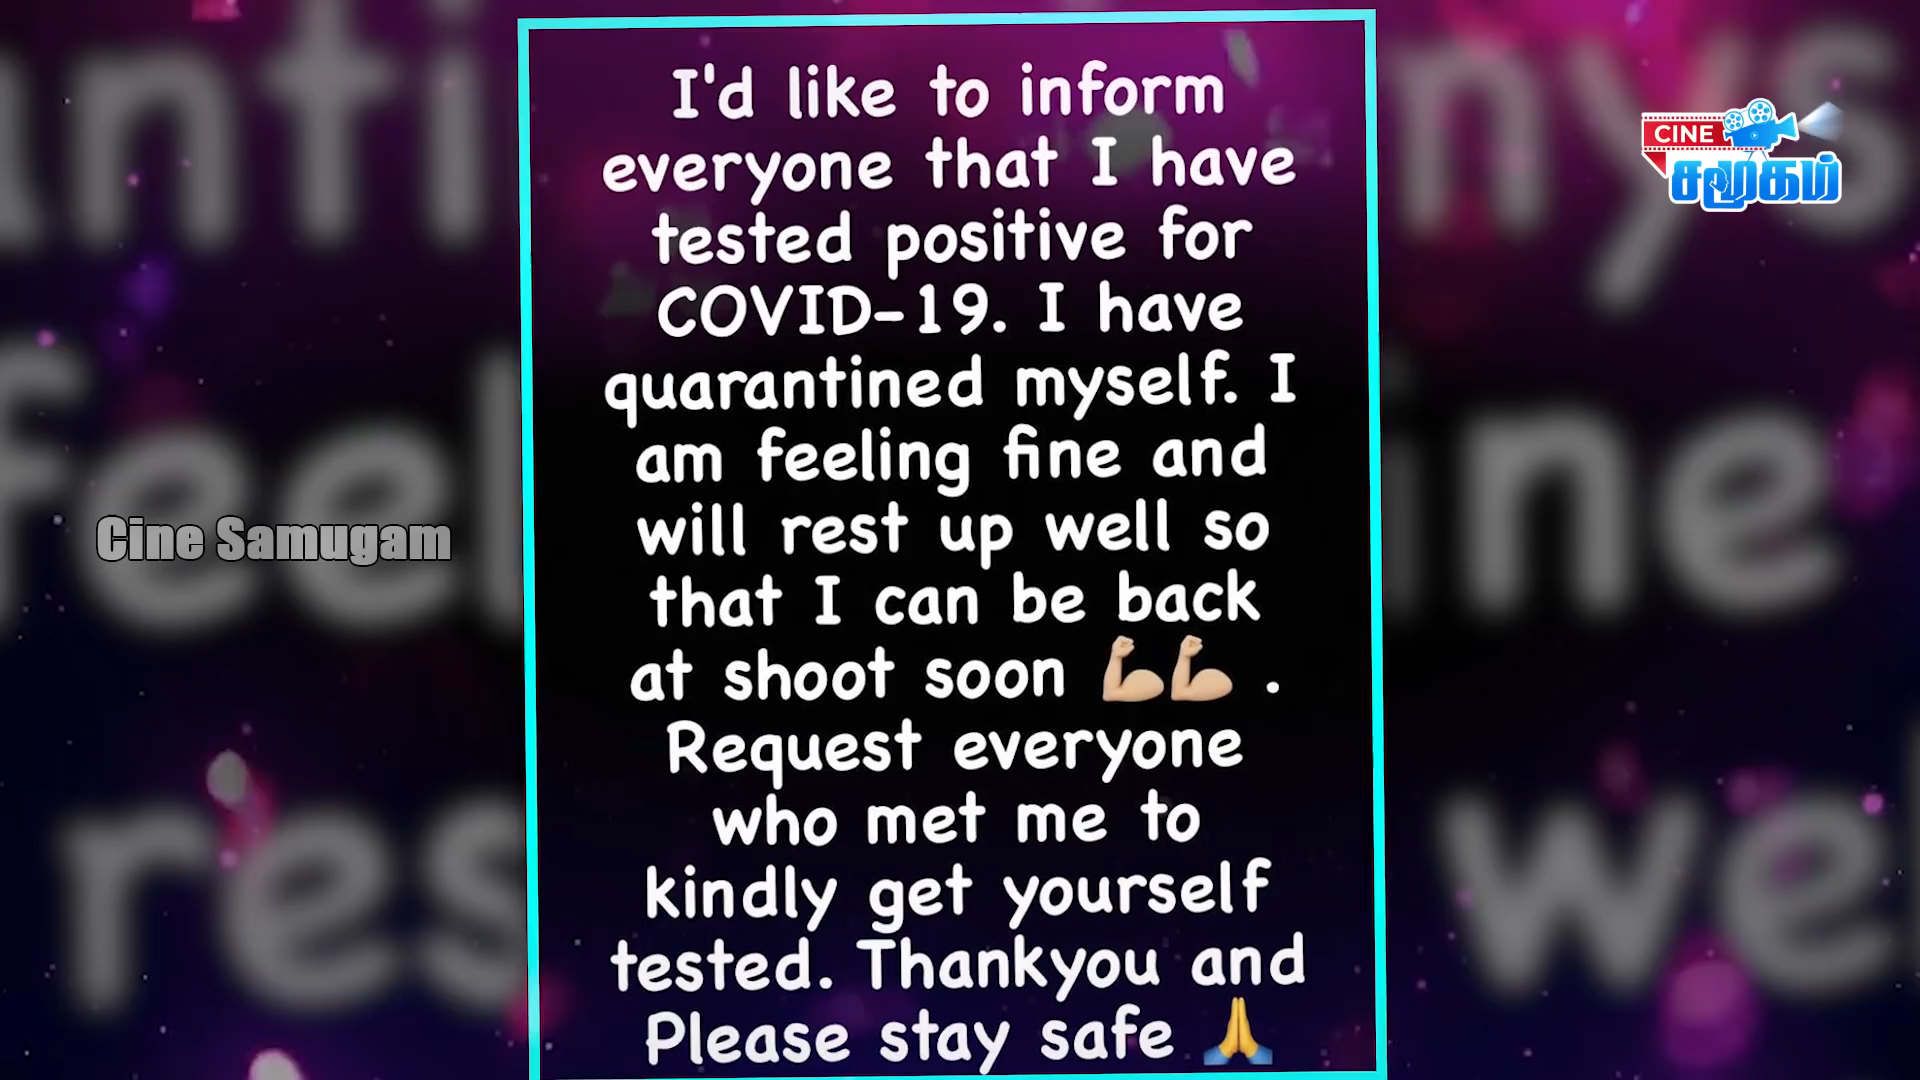 I'd like to inform
everyone that I have
tested positive for
COVID-19. I have
quarantined myself. I
am feeling fine and
will rest up well so
that I can be back
at shoot soon 💪🏼💪🏼 .
Request everyone
who met me to
kindly get yourself
tested. Thankyou and
Please stay safe 🙏
CINE
சமூகம்
Cine Samugam